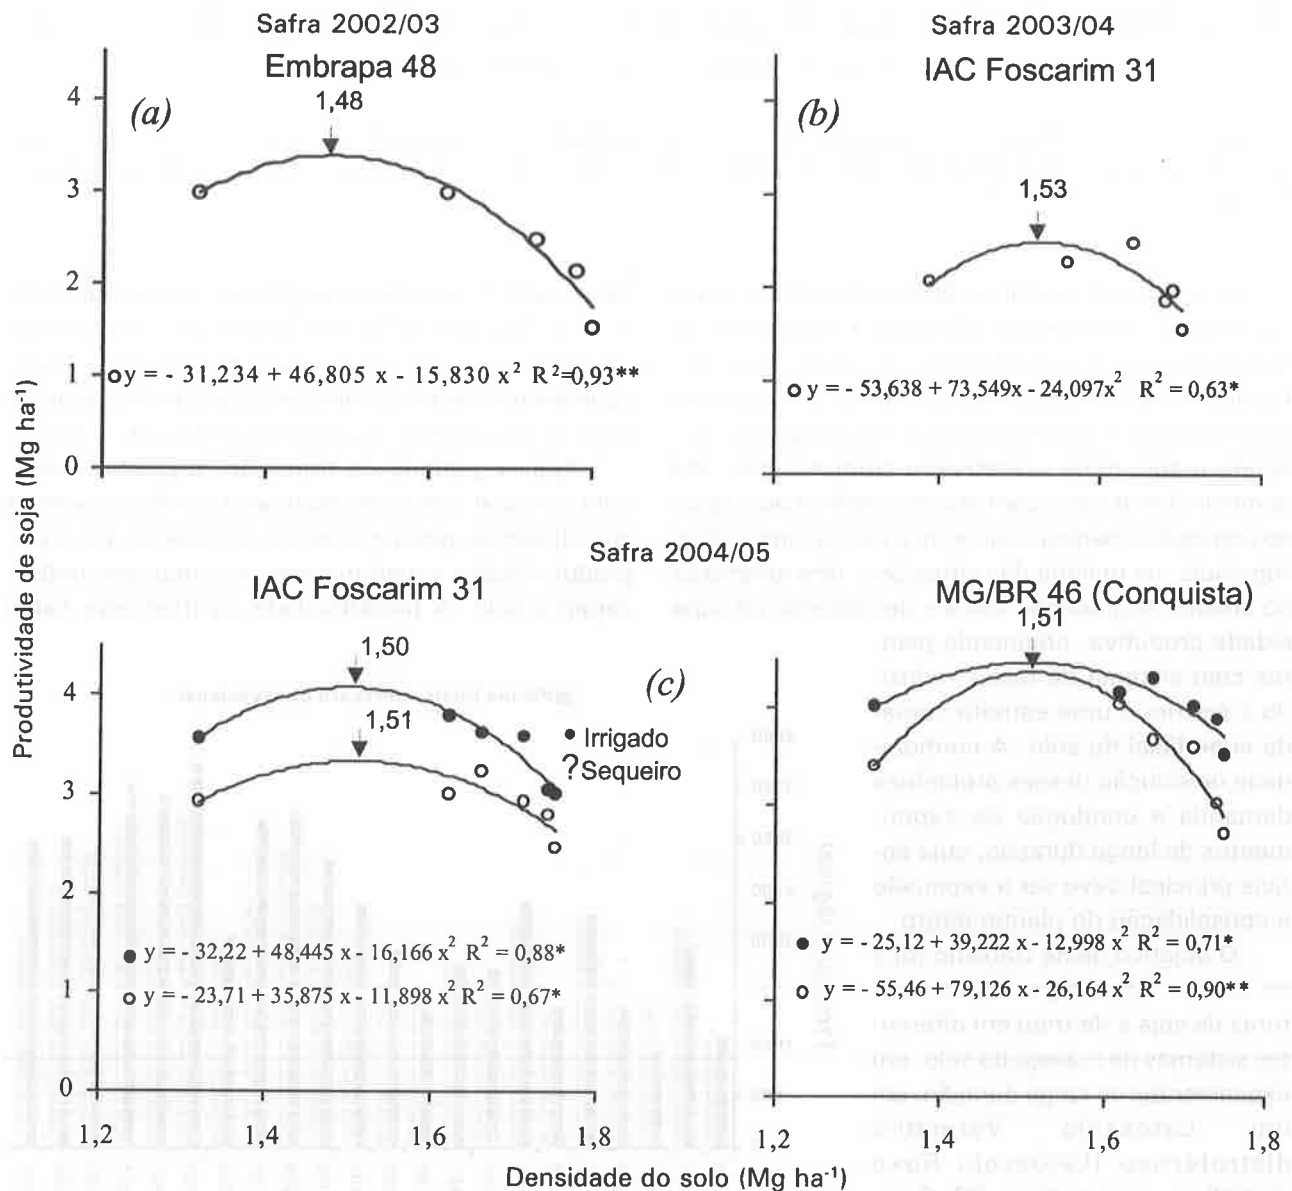 Safra 2002/03
Embrapa 48
(a)
1,48
4
3
2
1
0
y = - 31,234 + 46,805 x - 15,830 x² R²=0,93**
Safra 2003/04
IAC Foscarim 31
(b)
1,53
y = - 53,638 + 73,549x - 24,097x² R² = 0,63*
Produtividade de soja (Mg ha⁻¹)
Safra 2004/05
IAC Foscarim 31
(c)
1,50
1,51
4
3
2
1
0
• Irrigado
? Sequeiro
y = - 32,22 + 48,445 x - 16,166 x² R² = 0,88*
y = - 23,71 + 35,875 x - 11,898 x² R² = 0,67*
1,2 1,4 1,6 1,8
MG/BR 46 (Conquista)
1,51
y = - 25,12 + 39,222 x - 12,998 x² R² = 0,71*
y = - 55,46 + 79,126 x - 26,164 x² R² = 0,90**
1,2 1,4 1,6 1,8
Densidade do solo (Mg ha⁻¹)